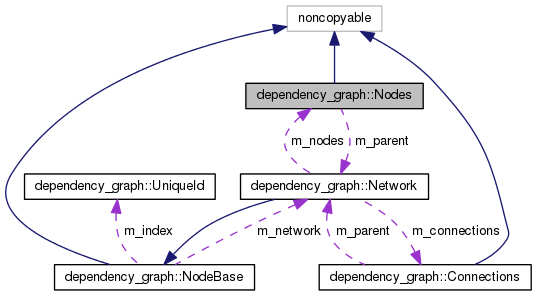 noncopyable
dependency_graph::Nodes
m_nodes
m_parent
dependency_graph::UniqueId
dependency_graph::Network
m_index
m_network
m_parent
m_connections
dependency_graph::NodeBase
dependency_graph::Connections